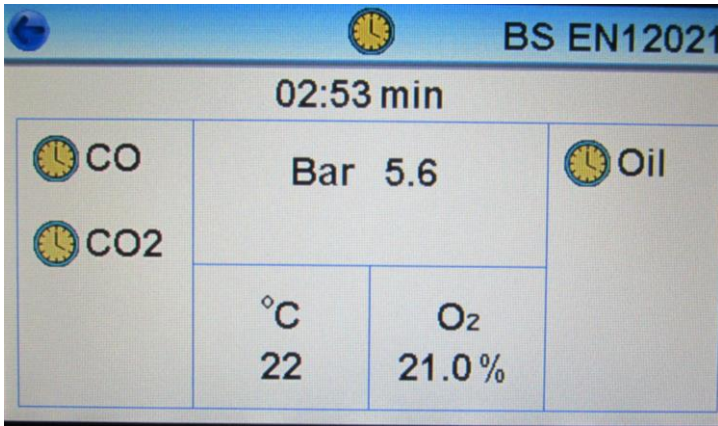 BS EN12021
02:53 min
CO
CO2
Bar 5.6
°C
22
O₂
21.0 %
Oil